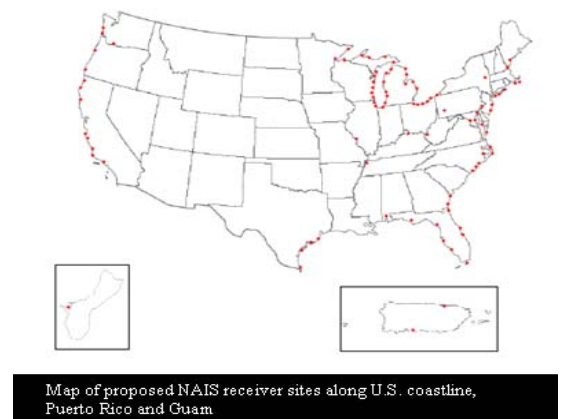 Map of proposed NAIS receiver sites along U.S. coastline,
Puerto Rico and Guam